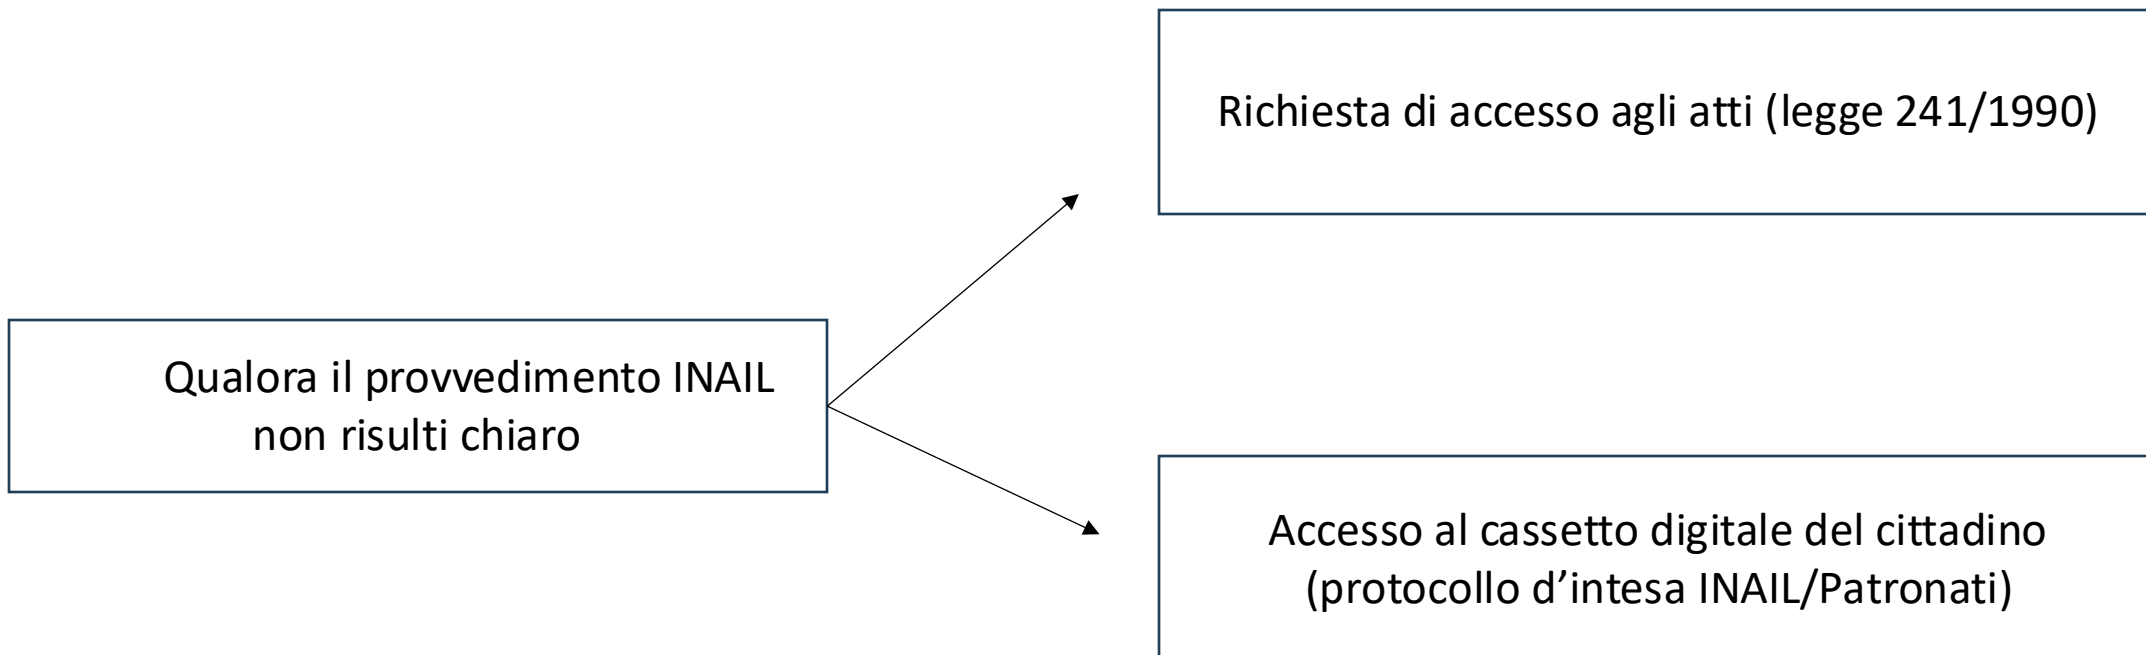 Richiesta di accesso agli atti (legge 241/1990)
Qualora il provvedimento INAIL
non risulti chiaro
Accesso al cassetto digitale del cittadino
(protocollo d’intesa INAIL/Patronati)